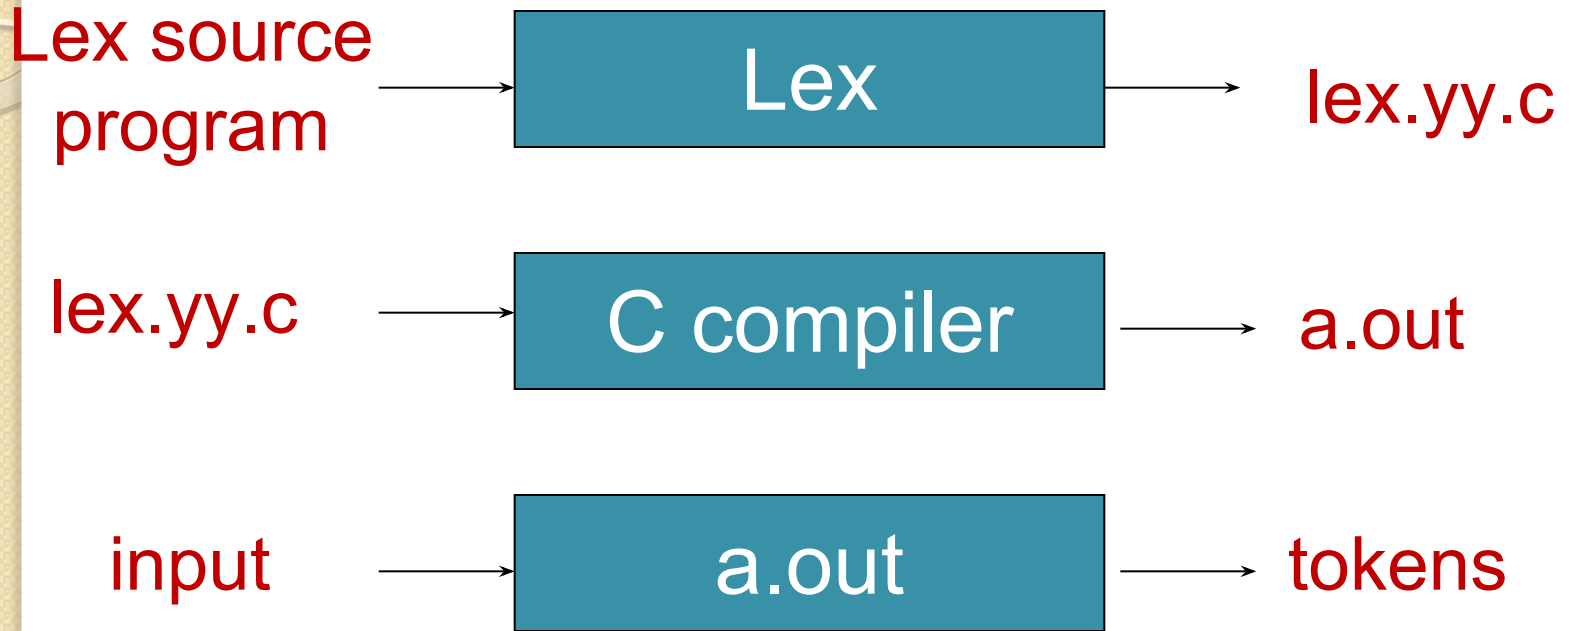 Lex source
program
Lex
lex.yy.c
lex.yy.c
C compiler
a.out
input
a.out
tokens